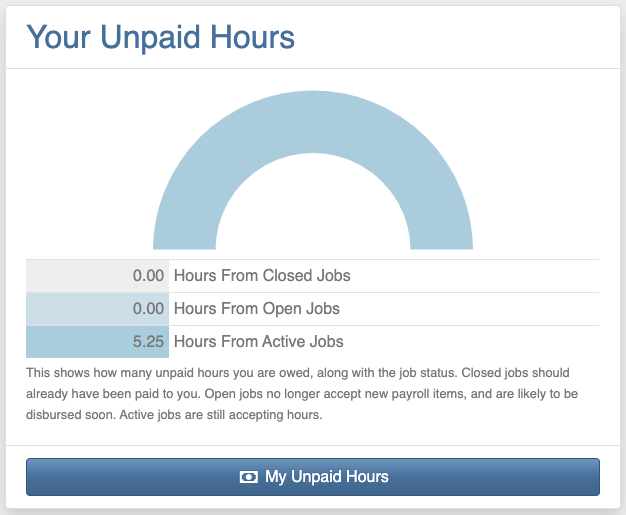 Your Unpaid Hours
0.00 Hours From Closed Jobs
0.00 Hours From Open Jobs
5.25 Hours From Active Jobs
This shows how many unpaid hours you are owed, along with the job status. Closed jobs should
already have been paid to you. Open jobs no longer accept new payroll items, and are likely to be
disbursed soon. Active jobs are still accepting hours.
My Unpaid Hours